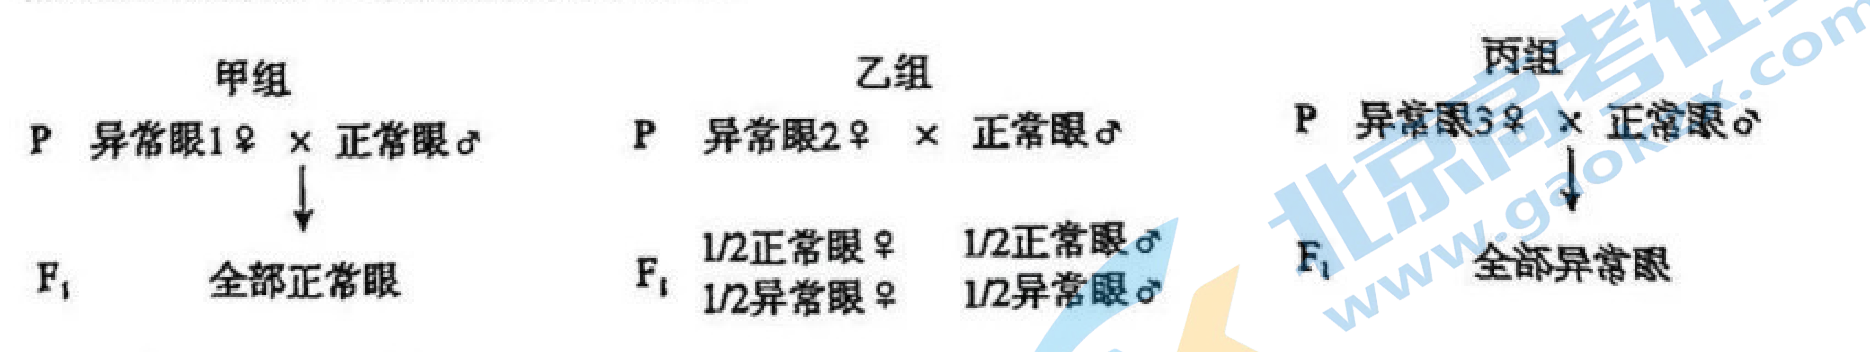 甲组
P 异常眼1♀ × 正常眼♂
F₁ 全部正常眼
乙组
P 异常眼2♀ × 正常眼♂
F₁
1/2正常眼♀ 1/2正常眼♂
1/2异常眼♀ 1/2异常眼♂
丙组
P 异常眼3♀ × 正常眼♂
F₁ 全部异常眼
北京高考在
www.gaokzx.com